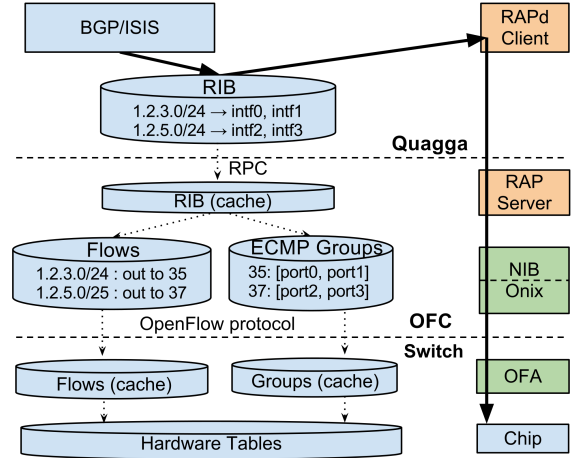 BGP/ISIS
RAPd
Client
RIB
1.2.3.0/24 → intf0, intf1
1.2.5.0/24 → intf2, intf3
Quagga
RPC
RIB (cache)
RAP
Server
Flows
1.2.3.0/24 : out to 35
1.2.5.0/25 : out to 37
ECMP Groups
35: [port0, port1]
37: [port2, port3]
NIB
Onix
OpenFlow protocol
OFC
Switch
Flows (cache)
Groups (cache)
OFA
Hardware Tables
Chip